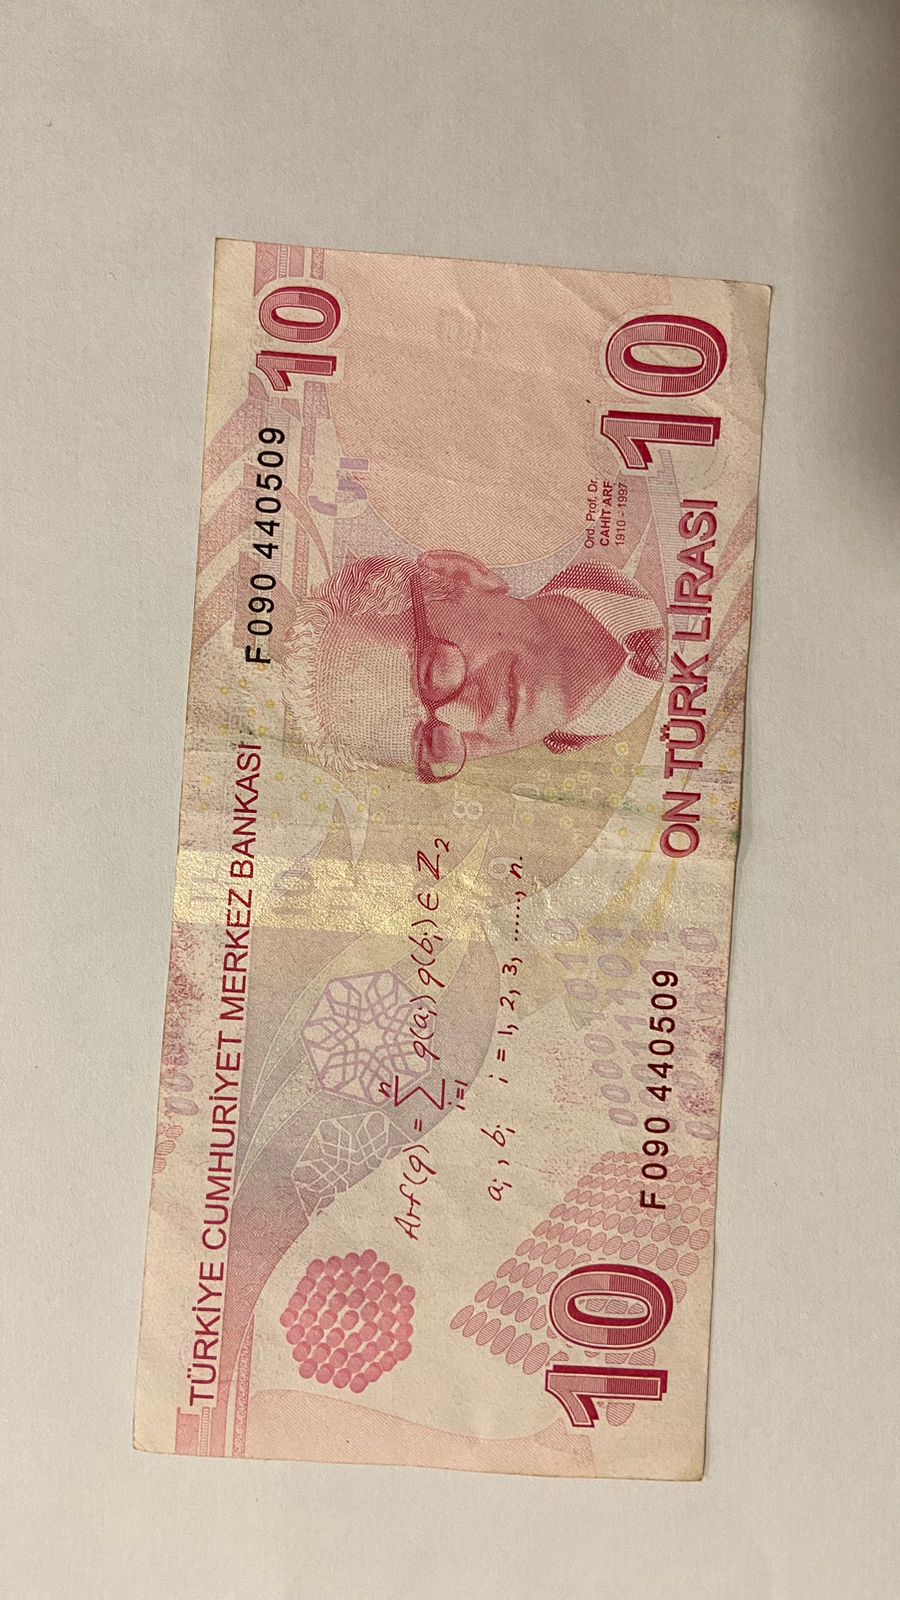 TÜRKİYE CUMHURİYET MERKEZ BANKASI
F090 440509
10
Arf(q) = n∑i=1 q(aᵢ) q(bᵢ) ∈ ℤ₂
aᵢ, bᵢ i = 1, 2, 3, ......, n.
Ord. Prof. Dr.
CAHİT ARF
1910 - 1997
F090 440509
10
ON TÜRK LİRASI
10